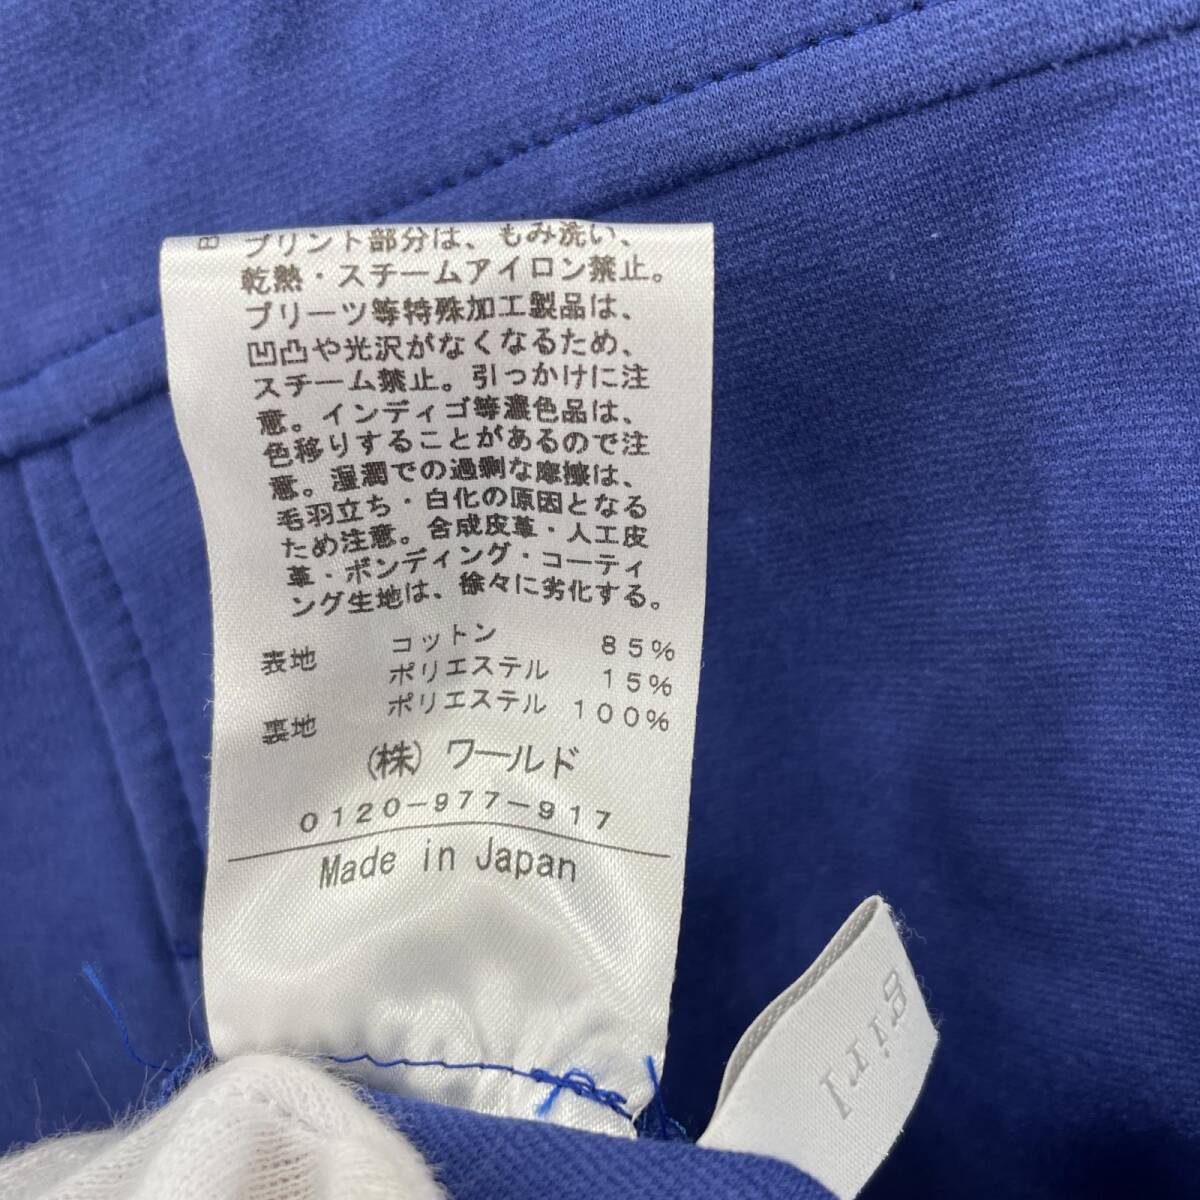 B
プリント部分は、もみ洗い、
乾熱・スチームアイロン禁止。
プリーツ等特殊加工製品は、
凹凸や光沢がなくなるため、
スチーム禁止。引っかけに注
意。インディゴ等濃色品は、
色移りすることがあるので注
意。湿潤での過剰な摩擦は、
毛羽立ち・白化の原因となる
ため注意。合成皮革・人工皮
革・ボンディング・コーティ
ング生地は、徐々に劣化する。
表地 コットン 85%
ポリエステル 15%
裏地 ポリエステル 100%
(株)ワールド
0120-977-917
Made in Japan